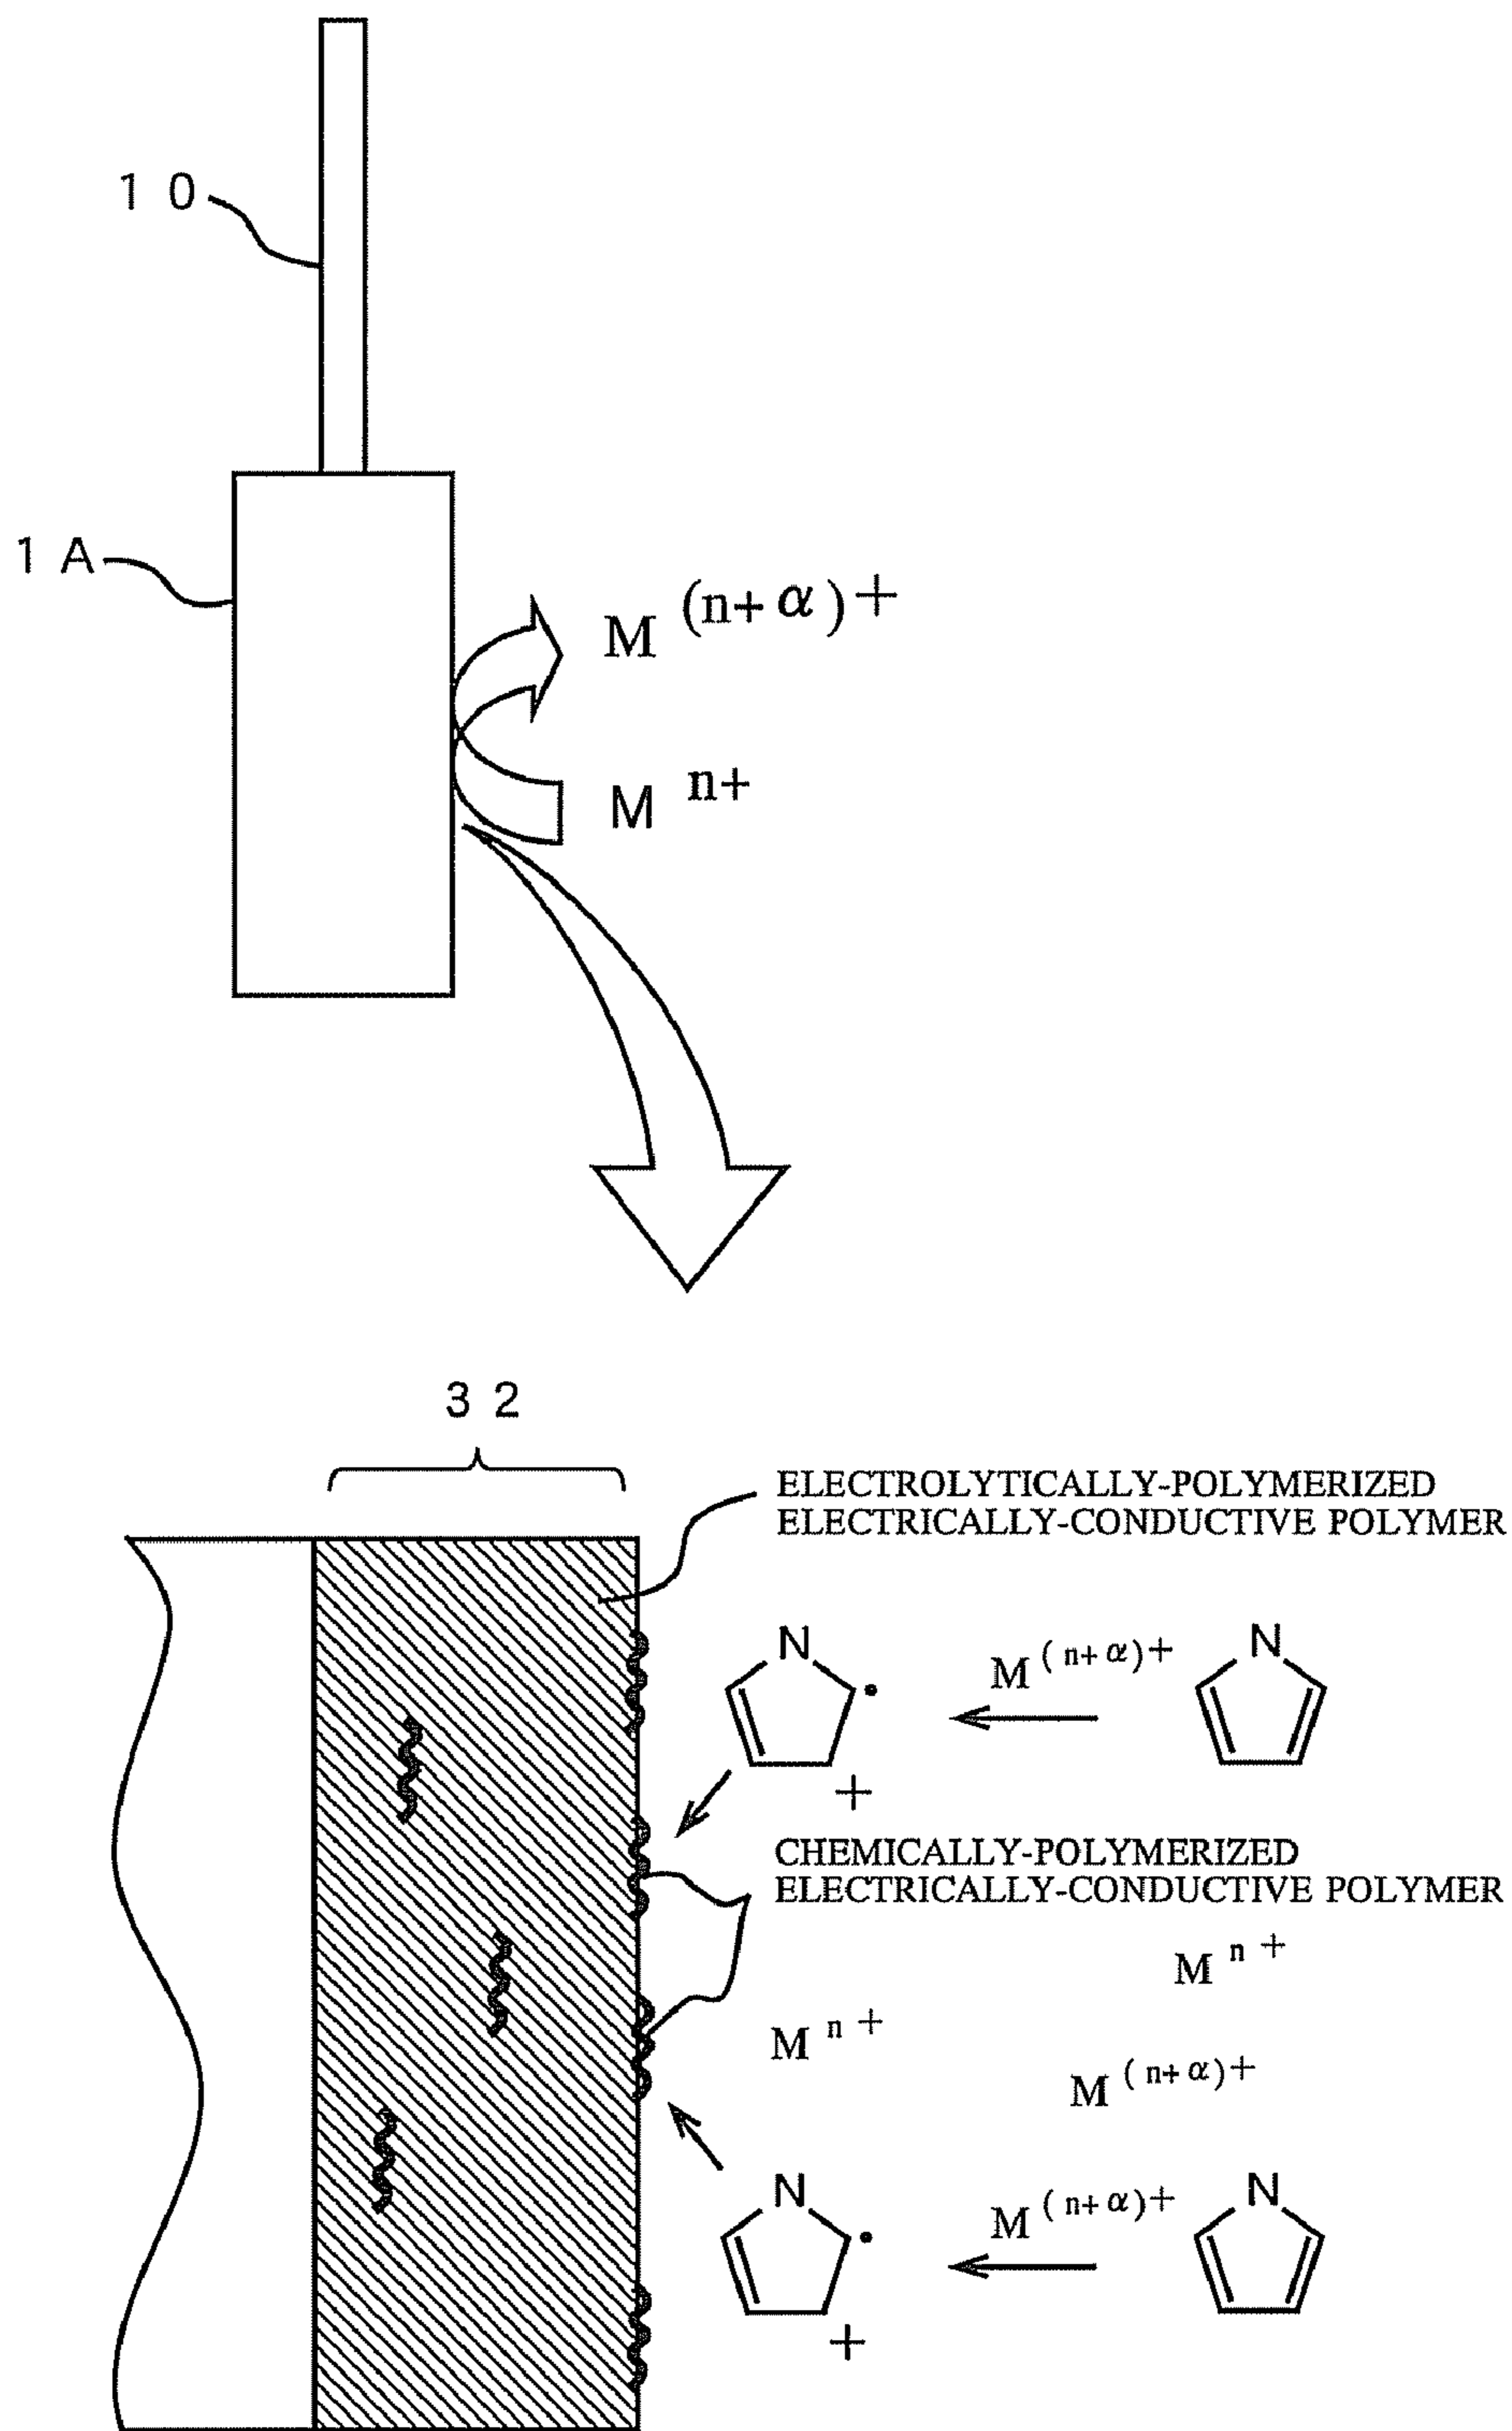 1 0
1 A
M (n+α)+
M n+
3 2
ELECTROLYTICALLY-POLYMERIZED
ELECTRICALLY-CONDUCTIVE POLYMER
N
M (n+α)+
N
+
CHEMICALLY-POLYMERIZED
ELECTRICALLY-CONDUCTIVE POLYMER
M n+
M n+
M (n+α)+
N
M (n+α)+
N
+